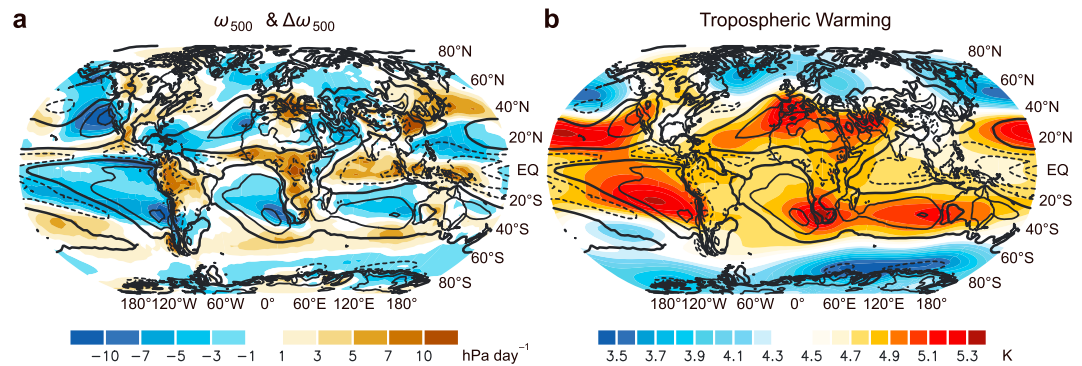 a
ω500 & Δω500
80°N
60°N
40°N
20°N
EQ
20°S
40°S
60°S
80°S
180° 120°W 60°W 0° 60°E 120°E 180°
−10 −7 −5 −3 −1 1 3 5 7 10 hPa day−1
b
Tropospheric Warming
80°N
60°N
40°N
20°N
EQ
20°S
40°S
60°S
80°S
180° 120°W 60°W 0° 60°E 120°E 180°
3.5 3.7 3.9 4.1 4.3 4.5 4.7 4.9 5.1 5.3 K